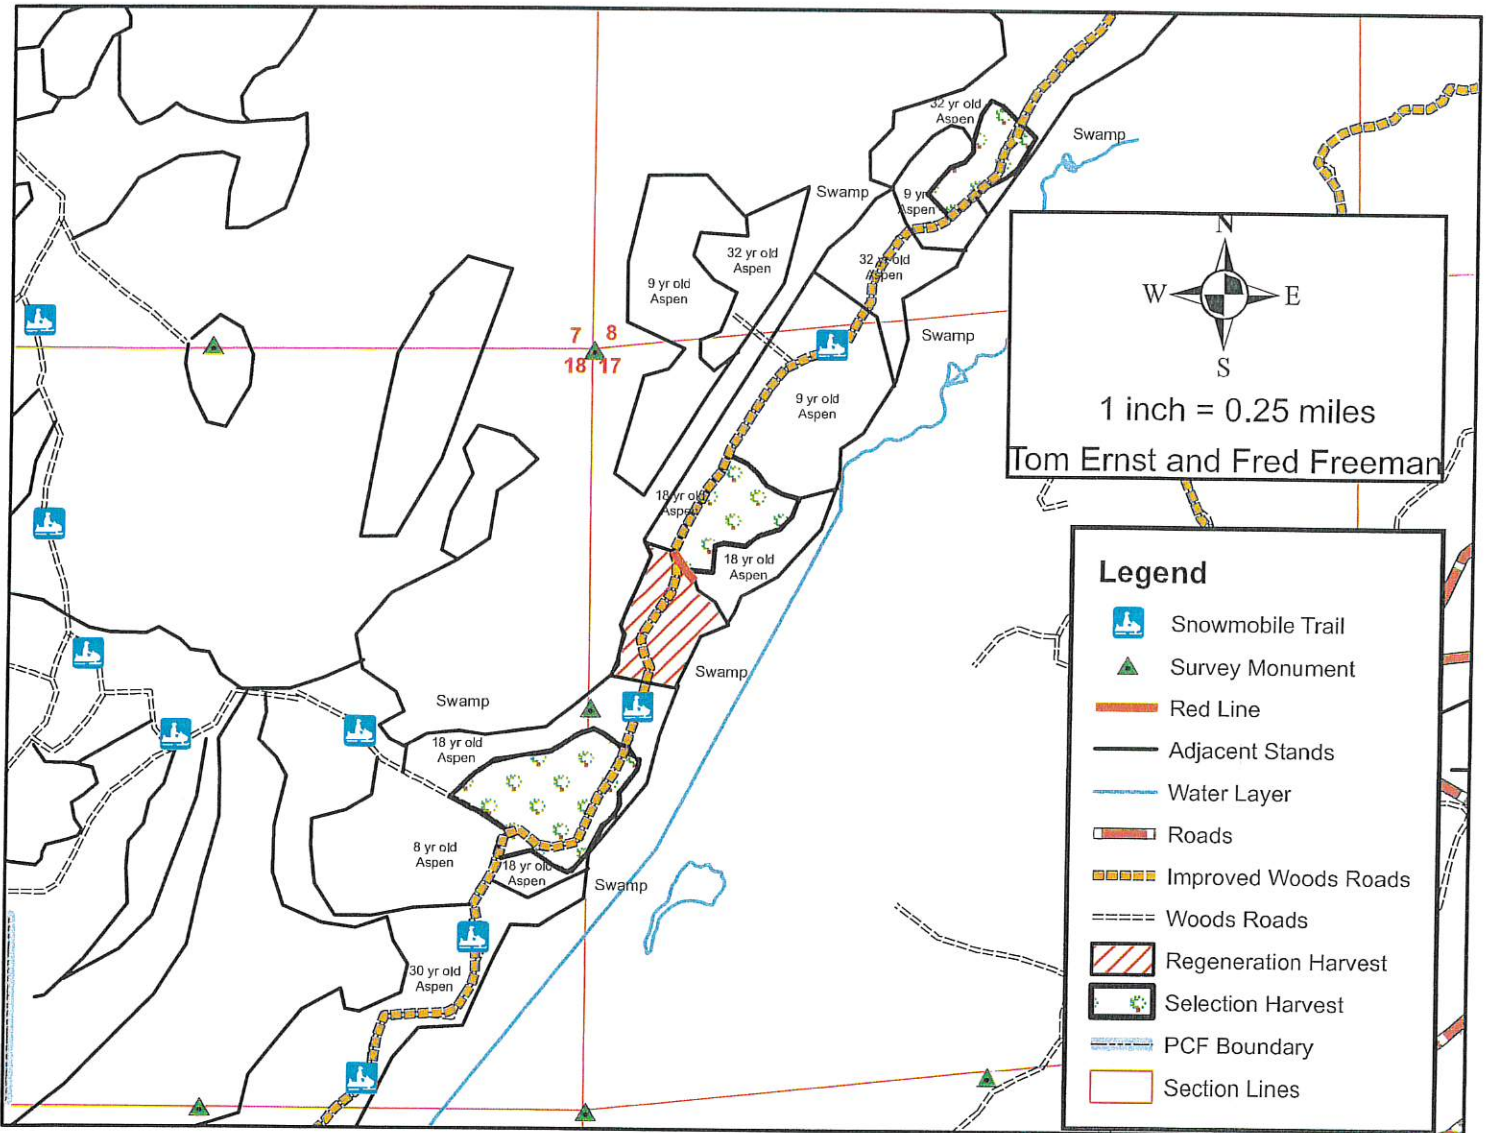 32 yr old
Aspen
Swamp
Swamp
9 yr
Aspen
32 yr old
Aspen
32 yr old
Aspen
9 yr old
Aspen
7 8
18 17
Swamp
9 yr old
Aspen
18 yr old
Aspen
18 yr old
Aspen
Swamp
Swamp
18 yr old
Aspen
8 yr old
Aspen
18 yr old
Aspen
Swamp
30 yr old
Aspen
N
W E
S
1 inch = 0.25 miles
Tom Ernst and Fred Freeman
Legend
Snowmobile Trail
Survey Monument
Red Line
Adjacent Stands
Water Layer
Roads
Improved Woods Roads
Woods Roads
Regeneration Harvest
Selection Harvest
PCF Boundary
Section Lines